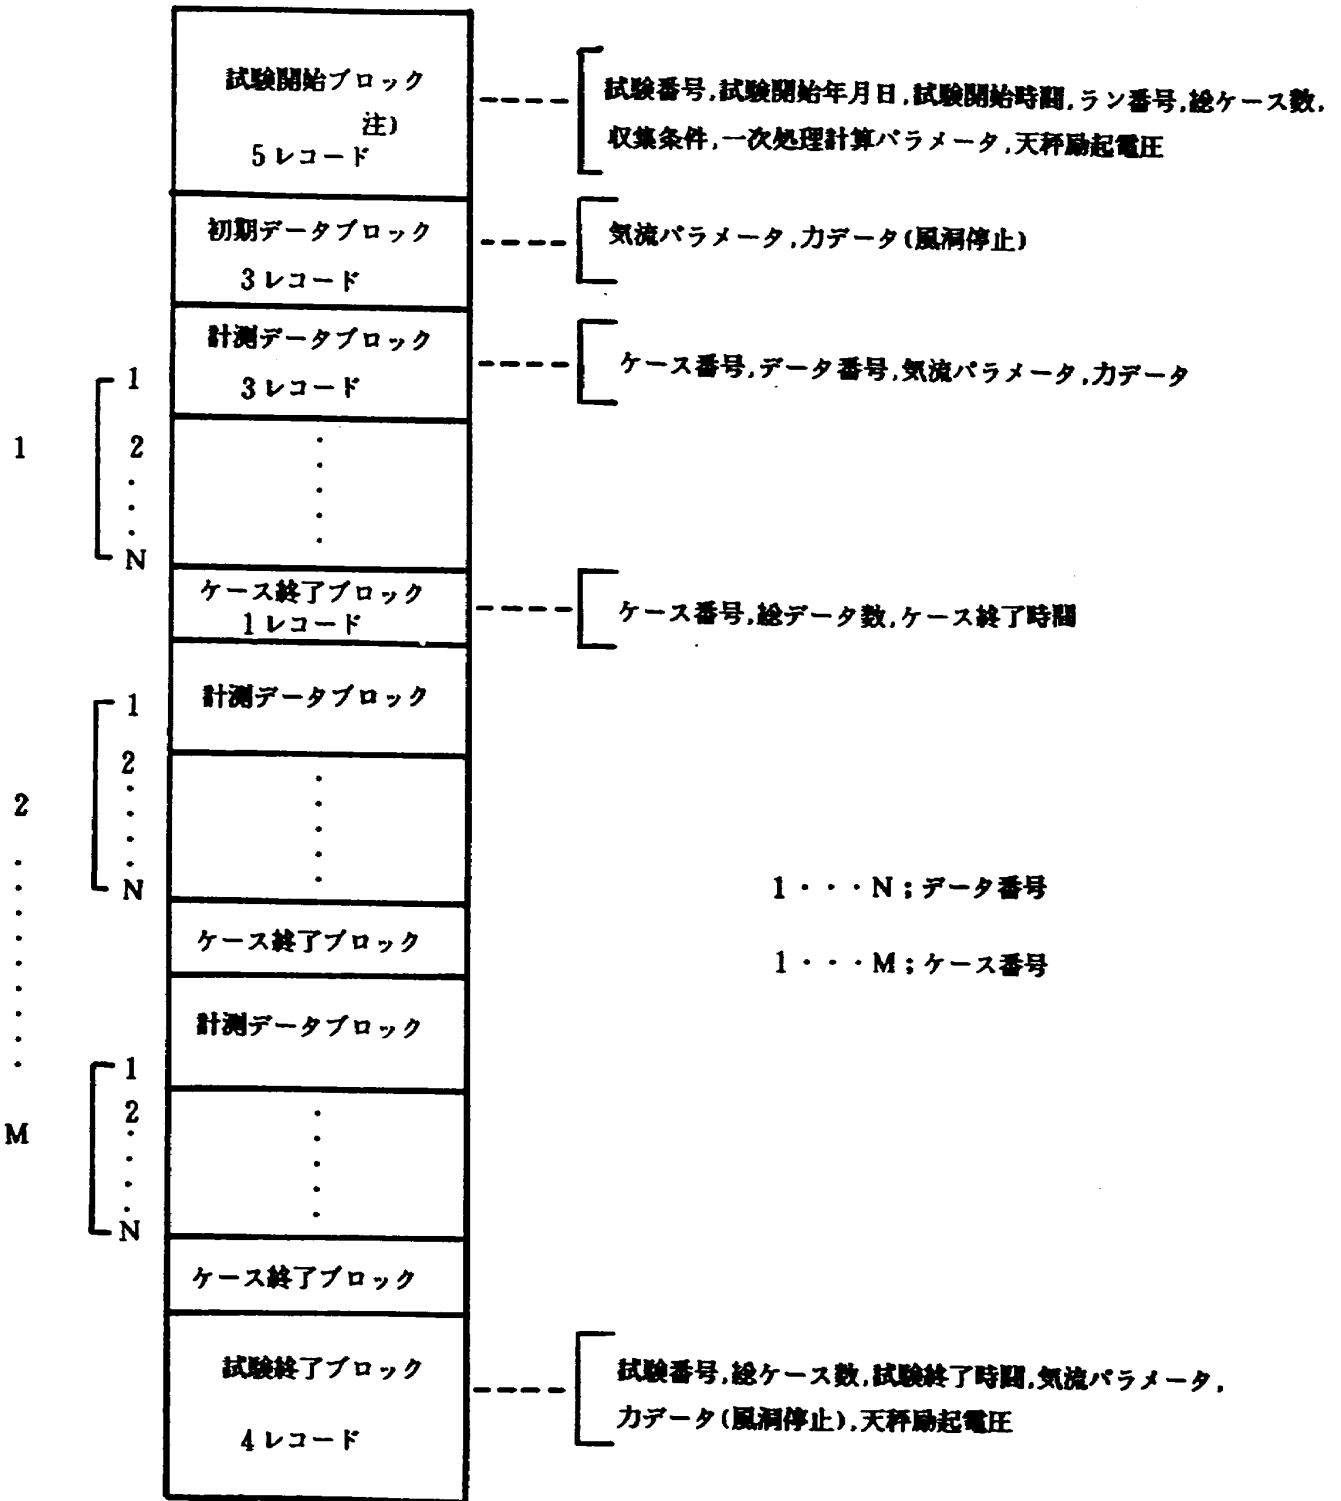 試験開始ブロック
注)
5レコード
試験番号,試験開始年月日,試験開始時間,ラン番号,総ケース数,
収集条件,一次処理計算パラメータ,天秤励起電圧
初期データブロック
3レコード
気流パラメータ,力データ(風洞停止)
計測データブロック
3レコード
ケース番号,データ番号,気流パラメータ,力データ
1
1
2
・
・
・
N
・
・
・
・
・
ケース終了ブロック
1レコード
ケース番号,総データ数,ケース終了時間
計測データブロック
2
1
2
・
・
・
・
N
・
・
・
・
・
1・・・N;データ番号
ケース終了ブロック
1・・・M;ケース番号
計測データブロック
・
・
・
・
・
・
・
・
・
M
1
2
・
・
・
・
N
・
・
・
・
・
ケース終了ブロック
試験終了ブロック
4レコード
試験番号,総ケース数,試験終了時間,気流パラメータ,
力データ(風洞停止),天秤励起電圧